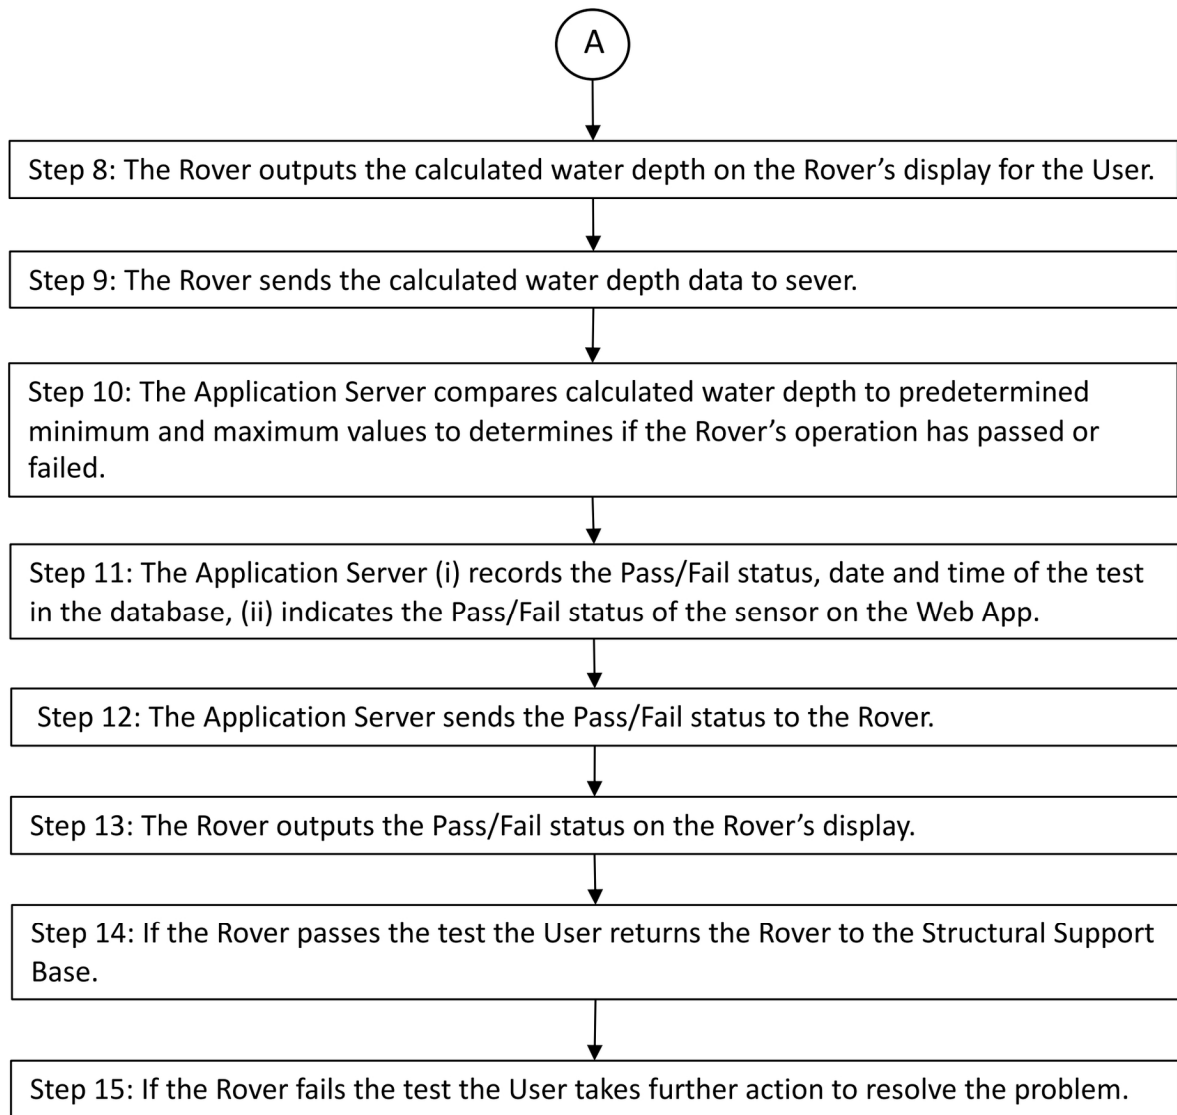 A
Step 8: The Rover outputs the calculated water depth on the Rover’s display for the User.
Step 9: The Rover sends the calculated water depth data to sever.
Step 10: The Application Server compares calculated water depth to predetermined
minimum and maximum values to determines if the Rover’s operation has passed or
failed.
Step 11: The Application Server (i) records the Pass/Fail status, date and time of the test
in the database, (ii) indicates the Pass/Fail status of the sensor on the Web App.
Step 12: The Application Server sends the Pass/Fail status to the Rover.
Step 13: The Rover outputs the Pass/Fail status on the Rover’s display.
Step 14: If the Rover passes the test the User returns the Rover to the Structural Support
Base.
Step 15: If the Rover fails the test the User takes further action to resolve the problem.